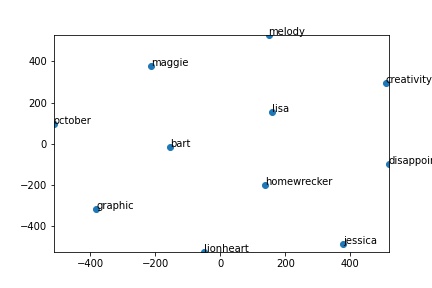 melody
400
maggie
creativity
200
lisa
october
0
bart
disappoin
−200
homewrecker
graphic
−400
jessica
lionheart
−400
−200
0
200
400